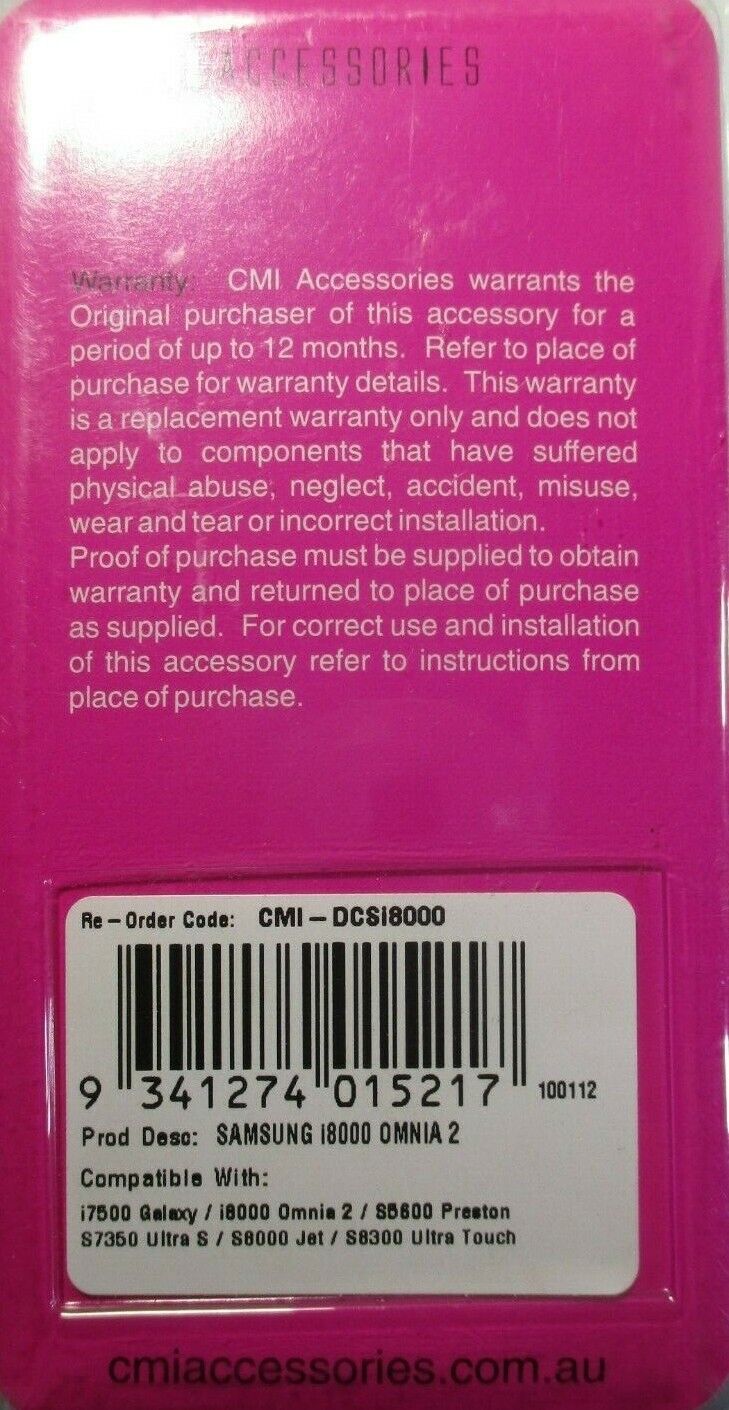 ACCESSORIES
Warranty: CMI Accessories warrants the
Original purchaser of this accessory for a
period of up to 12 months. Refer to place of
purchase for warranty details. This warranty
is a replacement warranty only and does not
apply to components that have suffered
physical abuse, neglect, accident, misuse,
wear and tear or incorrect installation.
Proof of purchase must be supplied to obtain
warranty and returned to place of purchase
as supplied. For correct use and installation
of this accessory refer to instructions from
place of purchase.
Re-Order Code: CMI-DCSI8000
9 341274 015217 100112
Prod Desc: SAMSUNG i8000 OMNIA 2
Compatible With:
i7500 Galaxy / i8000 Omnia 2 / S5600 Preston
S7350 Ultra S / S8000 Jet / S8300 Ultra Touch
cmiaccessories.com.au